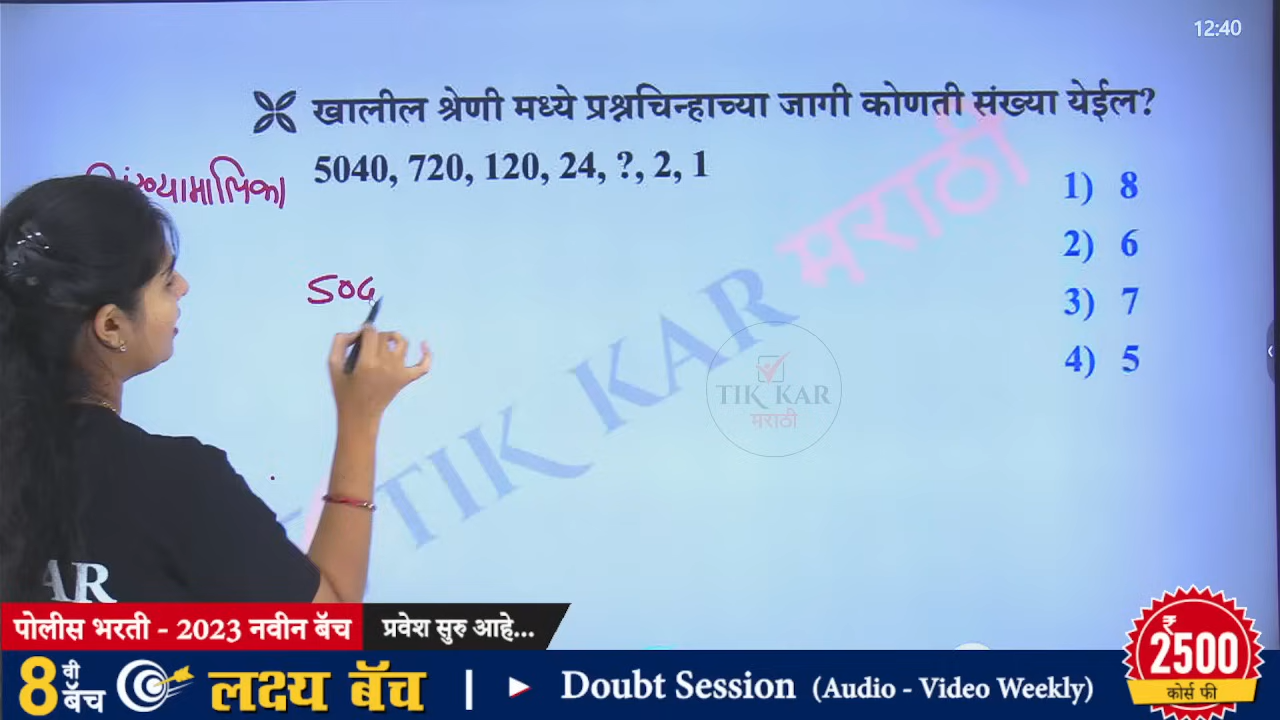 12:40
खालील श्रेणी मध्ये प्रश्नचिन्हाच्या जागी कोणती संख्या येईल?
5040, 720, 120, 24, ?, 2, 1
1) 8
2) 6
3) 7
4) 5
504
TIK KAR मराठी
TIK KAR
मराठी
AR
पोलीस भरती - 2023 नवीन बॅच
प्रवेश सुरु आहे...
8 वी बॅच लक्ष्य बॅच | Doubt Session (Audio - Video Weekly)
₹
2500
कोर्स फी